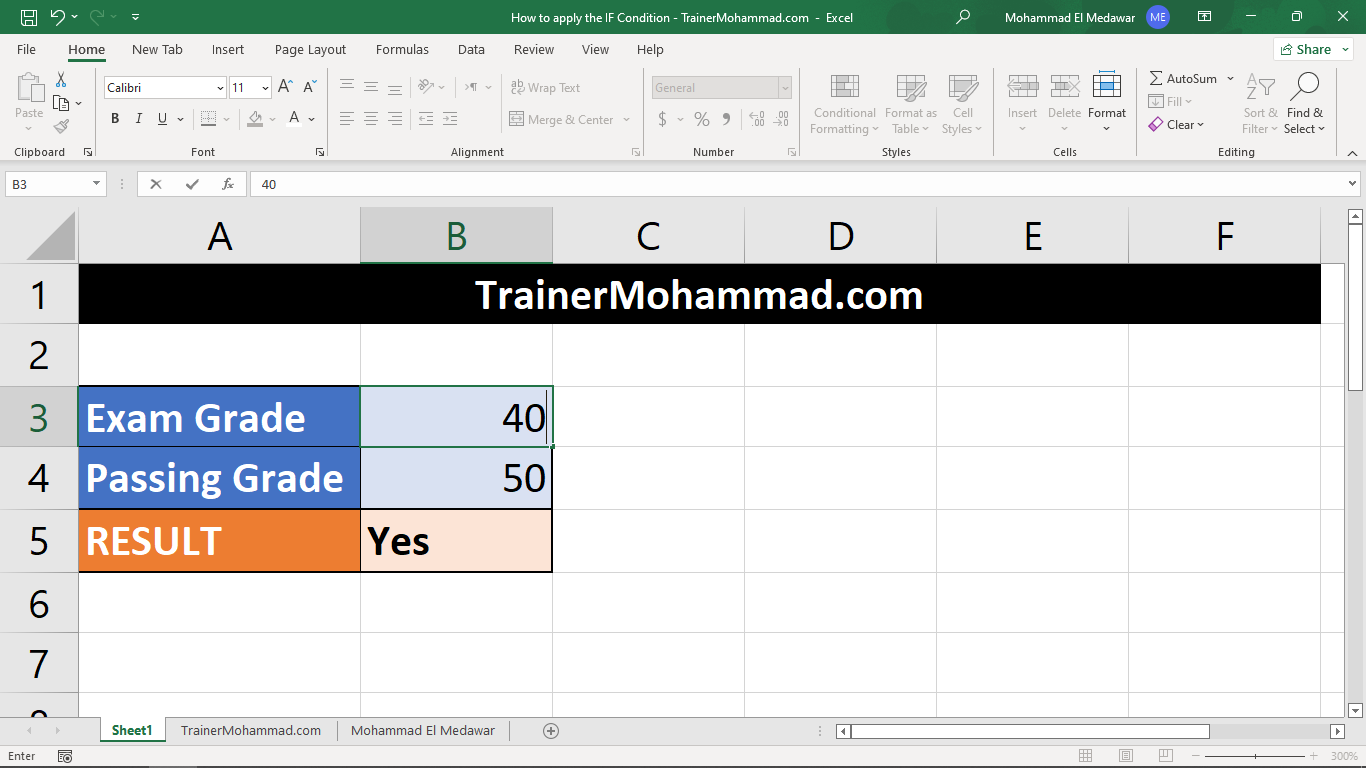 How to apply the IF Condition - TrainerMohammad.com - Excel
Mohammad El Medawar ME
File Home New Tab Insert Page Layout Formulas Data Review View Help Share
Paste
Calibri 11 A A
B I U A
ab Wrap Text
Merge & Center
General
$ % 9
Conditional Formatting
Format as Table
Cell Styles
Insert Delete Format
AutoSum
Fill
Clear
Sort & Filter
Find & Select
Clipboard Font Alignment Number Styles Cells Editing
B3 fx 40
A B C D E F
1 TrainerMohammad.com
2
3 Exam Grade 40
4 Passing Grade 50
5 RESULT Yes
6
7
Sheet1 TrainerMohammad.com Mohammad El Medawar
Enter 300%